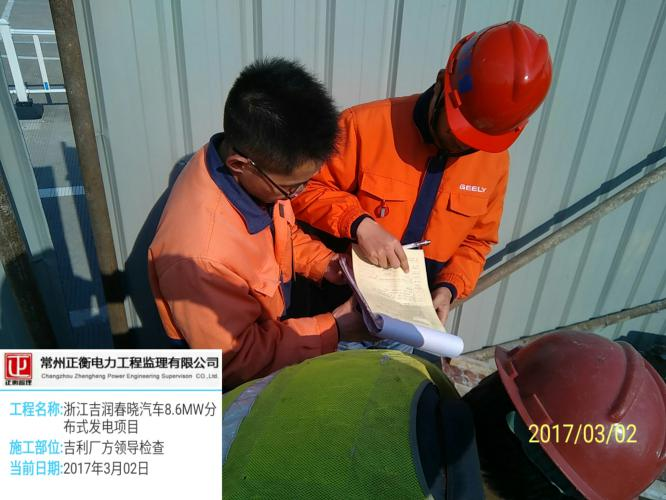 GEELY
正衡监理
常州正衡电力工程监理有限公司
Changzhou Zhengheng Power Engineering Supervison CO.,Ltd.
工程名称:浙江吉润春晓汽车8.6MW分
布式发电项目
施工部位:吉利厂方领导检查
当前日期:2017年3月02日
2017/03/02